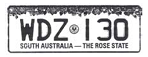 WDZ 130
SOUTH AUSTRALIA — THE ROSE STATE